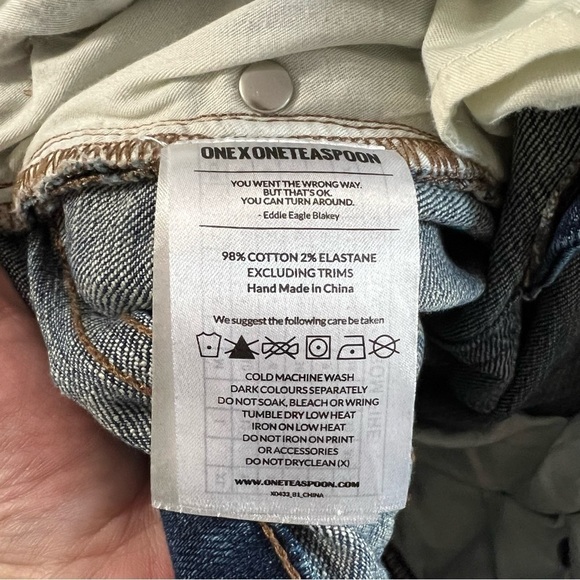 ONEXONETEASPOON
YOU WENT THE WRONG WAY.
BUT THAT'S OK.
YOU CAN TURN AROUND.
- Eddie Eagle Blakey
98% COTTON 2% ELASTANE
EXCLUDING TRIMS
Hand Made in China
We suggest the following care be taken
COLD MACHINE WASH
DARK COLOURS SEPARATELY
DO NOT SOAK, BLEACH OR WRING
TUMBLE DRY LOW HEAT
IRON ON LOW HEAT
DO NOT IRON ON PRINT
OR ACCESSORIES
DO NOT DRYCLEAN (X)
WWW.ONETEASPOON.COM
XO433_01_CHINA